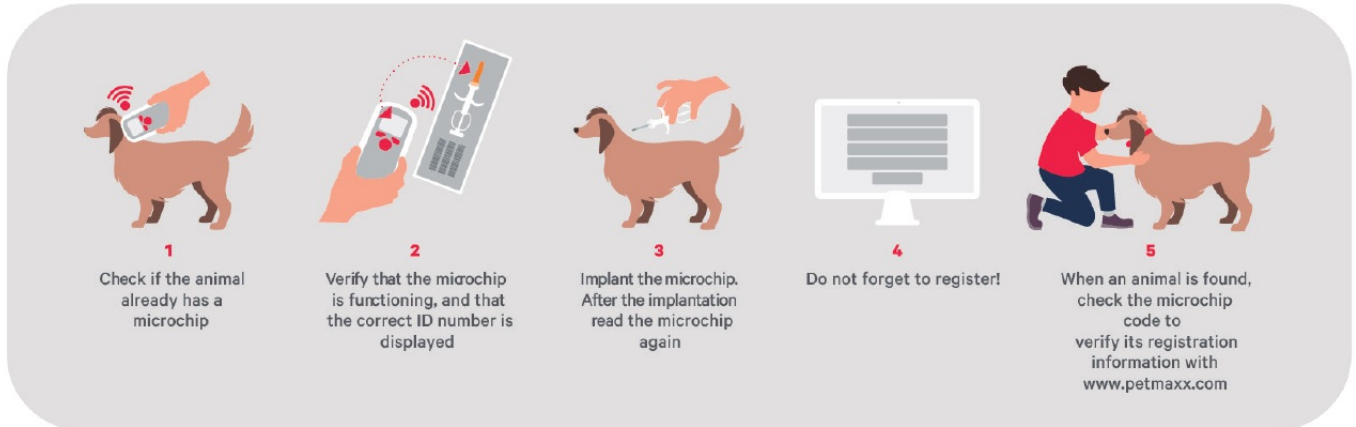 1
Check if the animal
already has a
microchip
2
Verify that the microchip
is functioning, and that
the correct ID number is
displayed
3
Implant the microchip.
After the implantation
read the microchip
again
4
Do not forget to register!
5
When an animal is found,
check the microchip
code to
verify its registration
information with
www.petmaxx.com